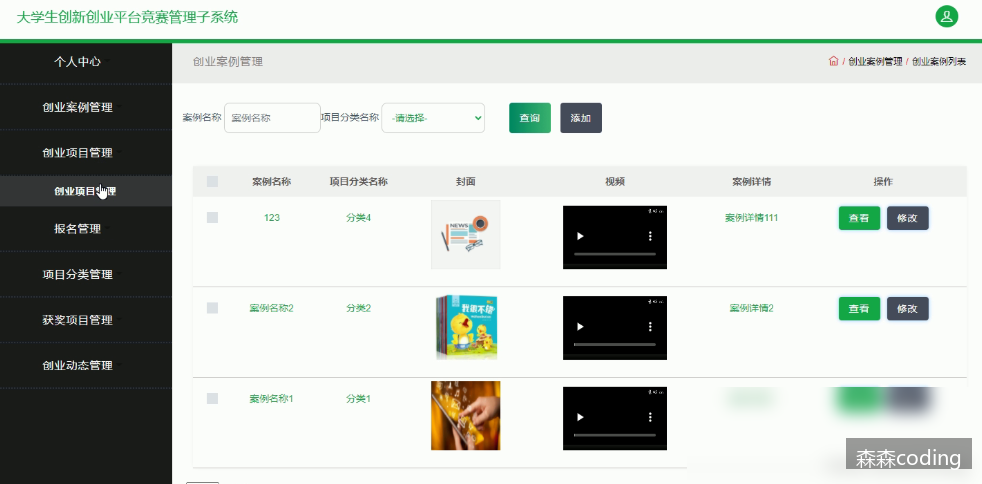 大学生创新创业平台竞赛管理子系统
个人中心
创业案例管理
创业项目管理
创业项目管理
报名管理
项目分类管理
获奖项目管理
创业动态管理
创业案例管理
/ 创业案例管理 / 创业案例列表
案例名称 案例名称 项目分类名称 -请选择- 查询 添加
案例名称 项目分类名称 封面 视频 案例详情 操作
123 分类4 NEWS 案例详情111 查看 修改
案例名称2 分类2 案例详情2 查看 修改
案例名称1 分类1
森森coding